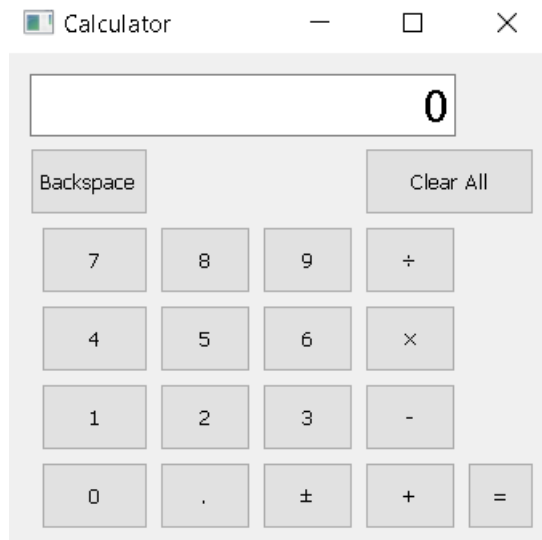 Calculator
0
Backspace Clear All
7 8 9 ÷
4 5 6 ×
1 2 3 -
0 . ± + =